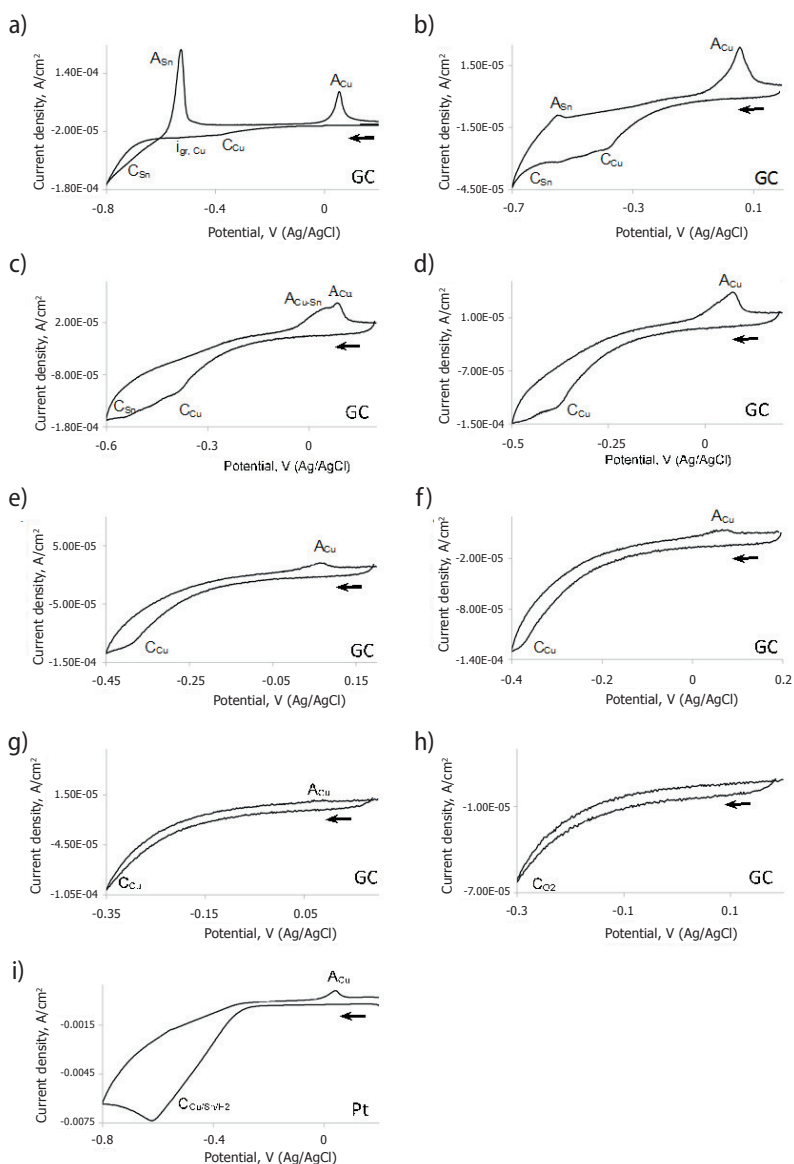 a)
Current density, A/cm2
1.40E-04
-2.00E-05
-1.80E-04
ASn
ACu
igr, Cu
CCu
CSn
GC
-0.8
-0.4
0
Potential, V (Ag/AgCl)
b)
Current density, A/cm2
1.50E-05
-1.50E-05
-4.50E-05
ACu
ASn
CSn
CCu
GC
-0.7
-0.3
0.1
Potential, V (Ag/AgCl)
c)
Current density, A/cm2
2.00E-05
-8.00E-05
-1.80E-04
ACu-Sn
ACu
CSn
CCu
GC
-0.6
-0.3
0
Potential, V (Ag/AgCl)
d)
Current density, A/cm2
1.00E-05
-7.00E-05
-1.50E-04
ACu
CCu
GC
-0.5
-0.25
0
Potential, V (Ag/AgCl)
e)
Current density, A/cm2
5.00E-05
-5.00E-05
-1.50E-04
ACu
CCu
GC
-0.45
-0.25
-0.05
0.15
Potential, V (Ag/AgCl)
f)
Current density, A/cm2
-2.00E-05
-8.00E-05
-1.40E-04
ACu
CCu
GC
-0.4
-0.2
0
0.2
Potential, V (Ag/AgCl)
g)
Current density, A/cm2
1.50E-05
-4.50E-05
-1.05E-04
ACu
CCu
GC
-0.35
-0.15
0.05
Potential, V (Ag/AgCl)
h)
Current density, A/cm2
-1.00E-05
-7.00E-05
CO2
GC
-0.3
-0.1
0.1
Potential, V (Ag/AgCl)
i)
Current density, A/cm2
-0.0015
-0.0045
-0.0075
ACu
CCu/Sn/H2
Pt
-0.8
-0.4
0
Potential, V (Ag/AgCl)